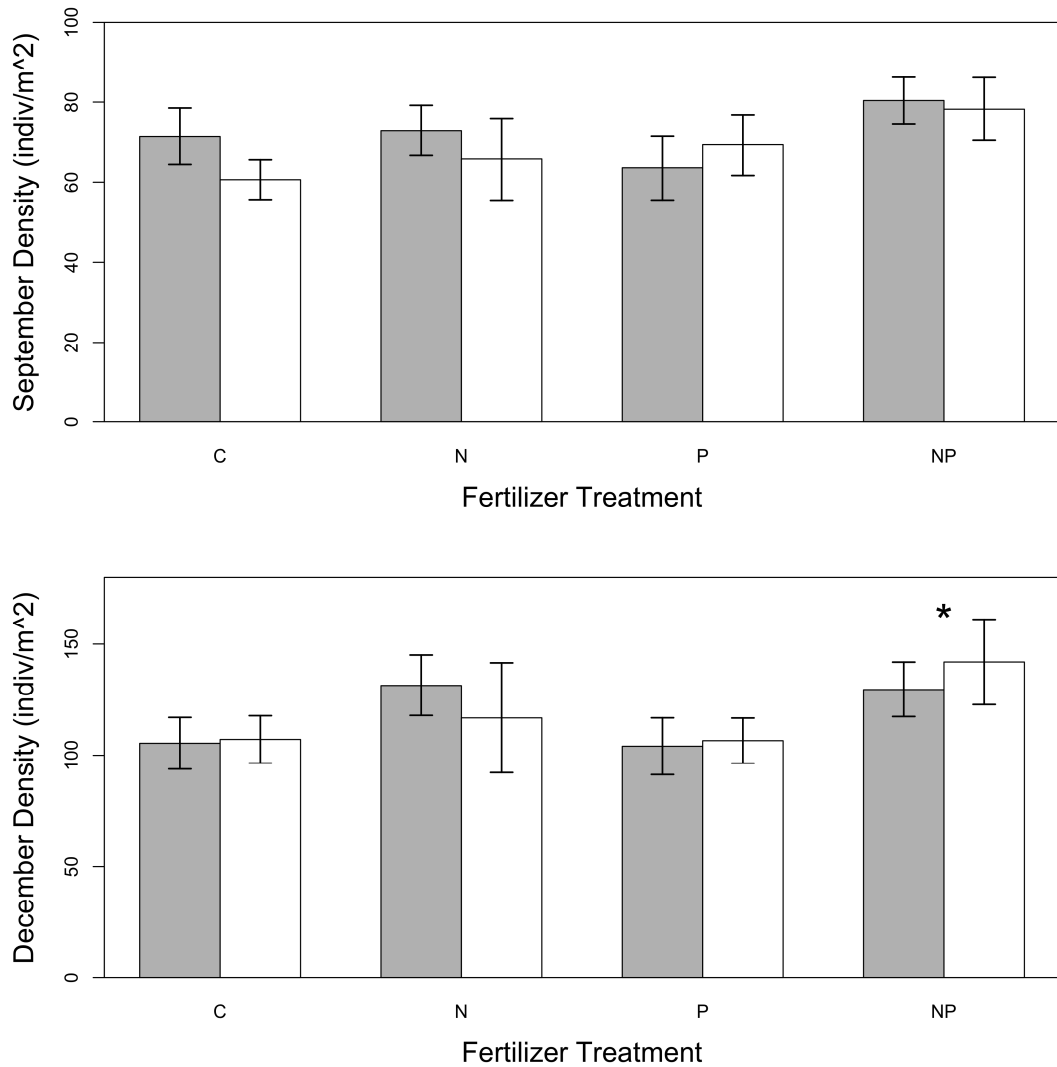 September Density (indiv/m^2)
100
80
60
40
20
0
C N P NP
Fertilizer Treatment
December Density (indiv/m^2)
150
100
50
0
*
C N P NP
Fertilizer Treatment